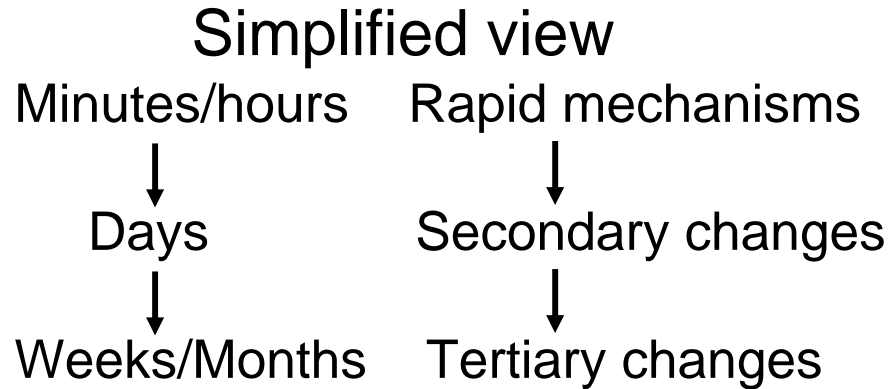 Simplified view
Minutes/hours Rapid mechanisms
Days Secondary changes
Weeks/Months Tertiary changes